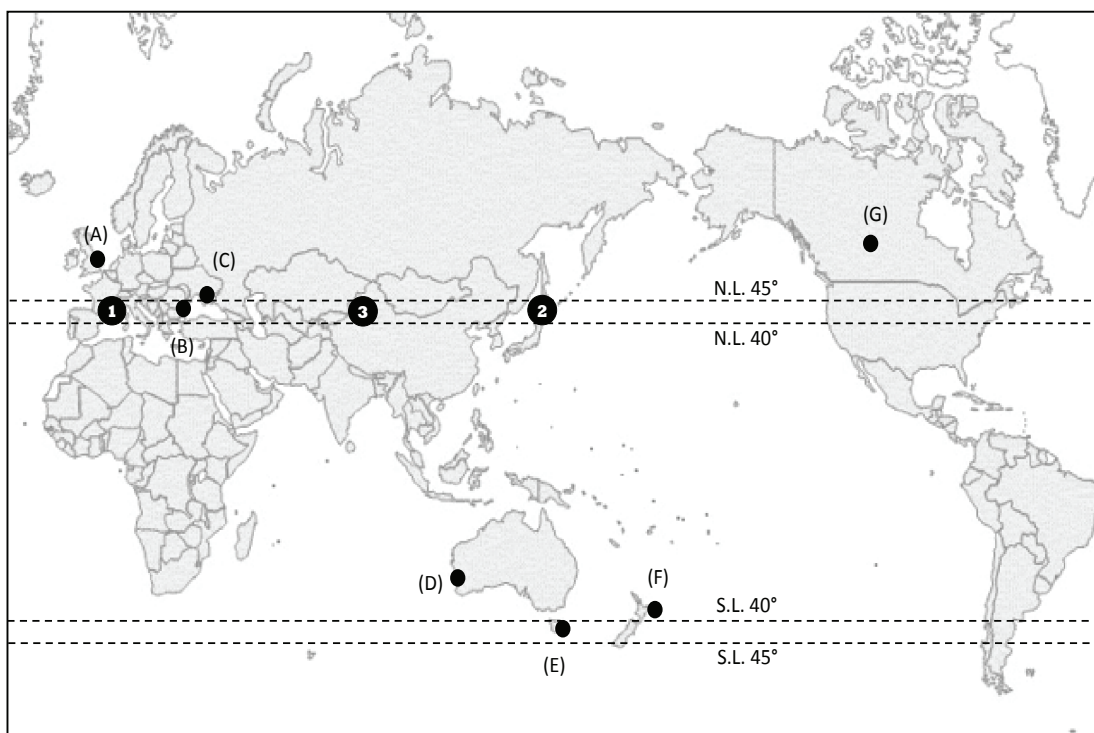 (A)
(G)
(C)
N.L. 45°
1
3
2
N.L. 40°
(B)
(F)
(D)
S.L. 40°
(E)
S.L. 45°